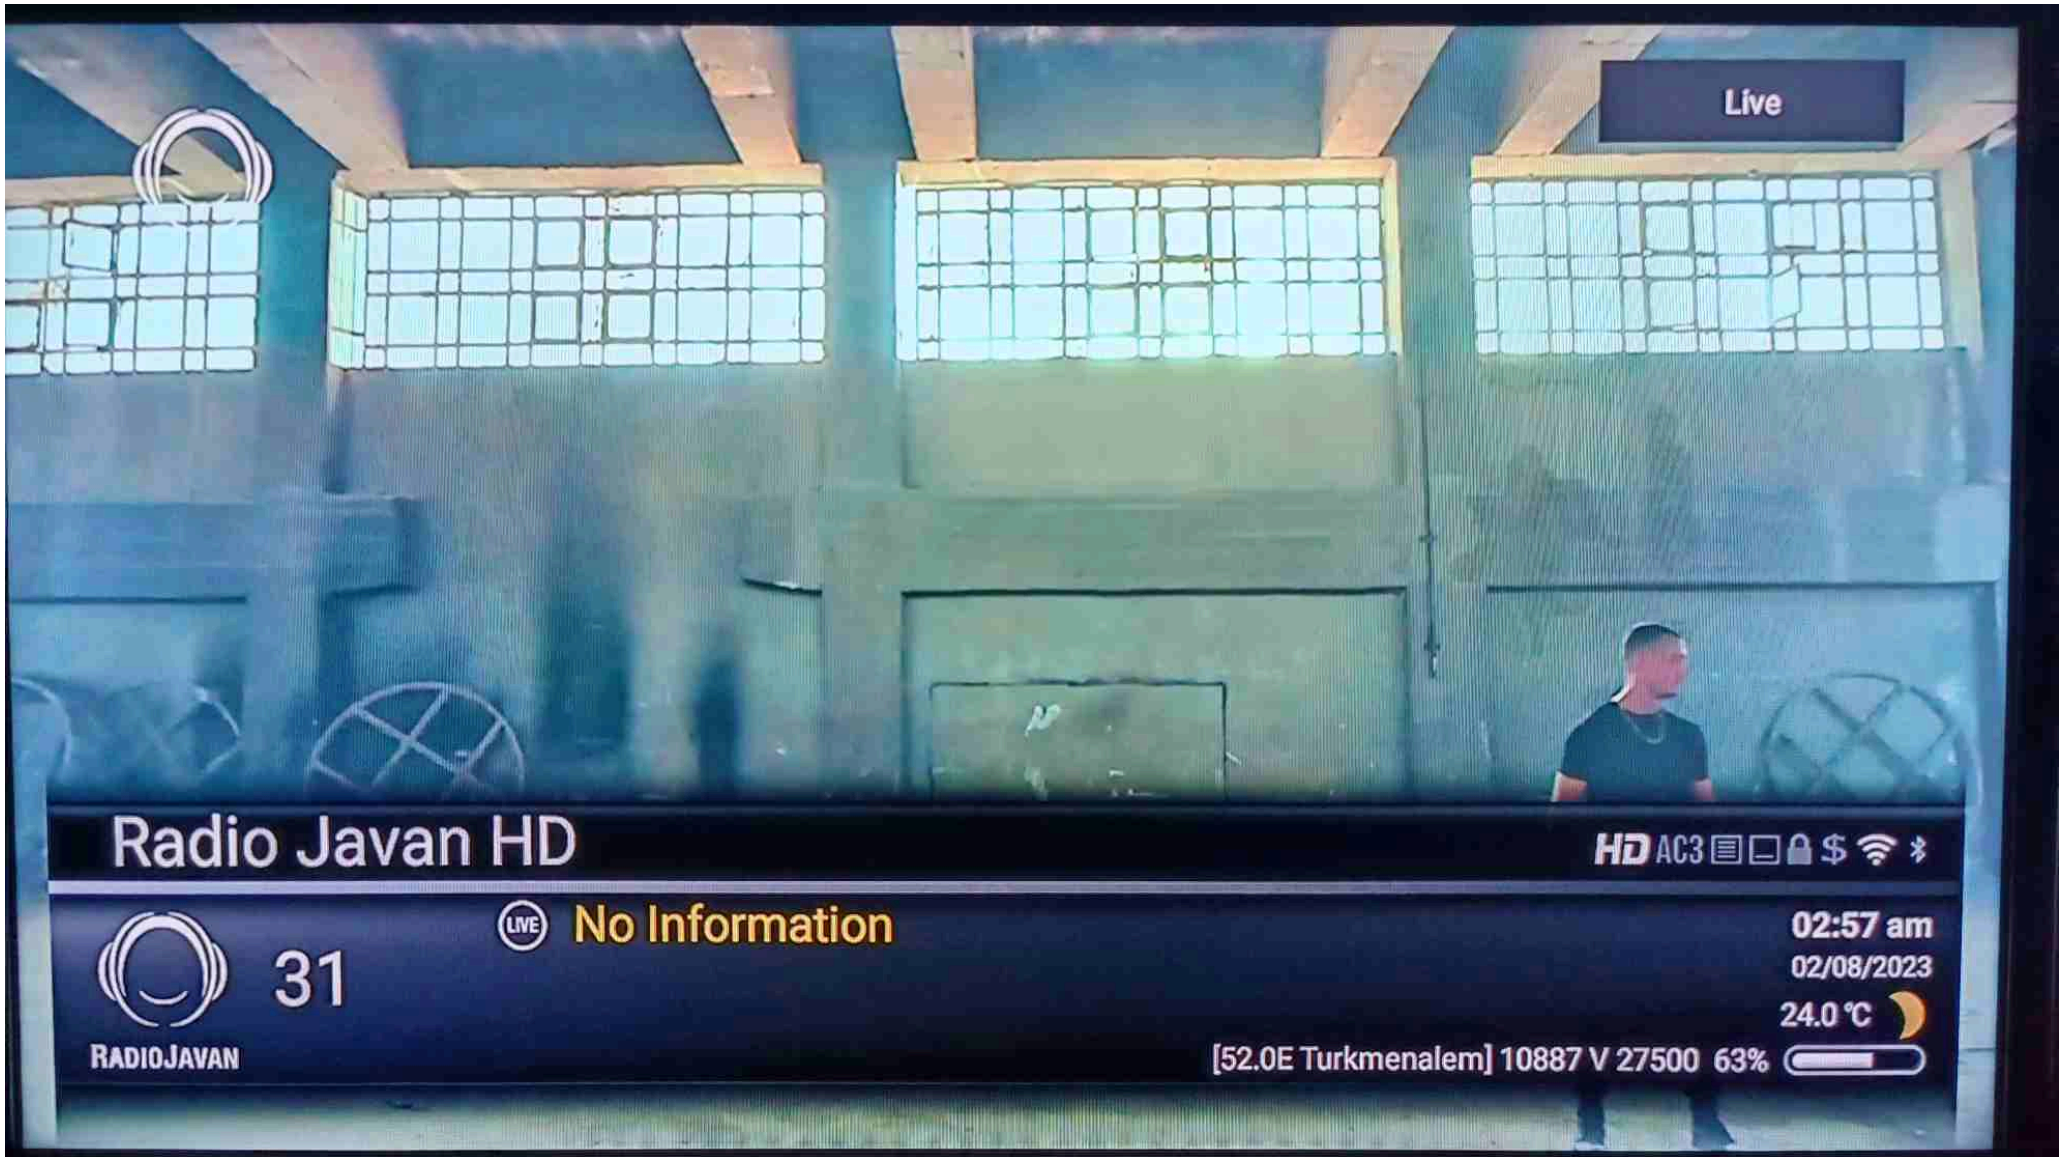 Live
Radio Javan HD
HD AC3 $
LIVE No Information
31
RADIOJAVAN
02:57 am
02/08/2023
24.0 °C
[52.0E Turkmenalem] 10887 V 27500 63%